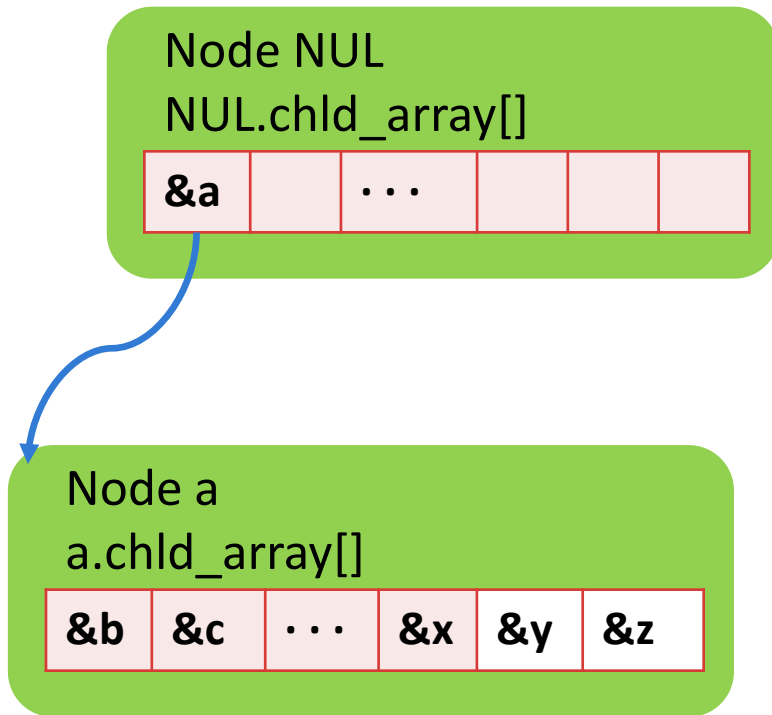 Node NUL
NUL.chld_array[]
&a ···
Node a
a.chld_array[]
&b &c ··· &x &y &z